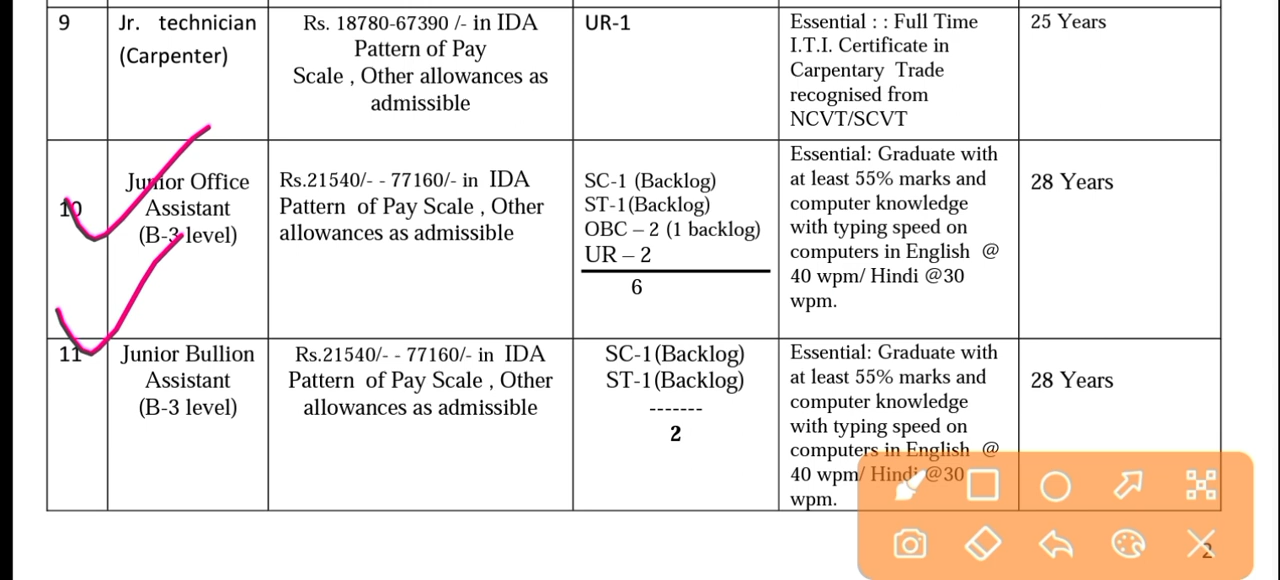 9
Jr. technician
(Carpenter)
Rs. 18780-67390 /- in IDA
Pattern of Pay
Scale , Other allowances as
admissible
UR-1
Essential : : Full Time
I.T.I. Certificate in
Carpentary Trade
recognised from
NCVT/SCVT
25 Years
10
Junior Office
Assistant
(B-3 level)
Rs.21540/- - 77160/- in IDA
Pattern of Pay Scale , Other
allowances as admissible
SC-1 (Backlog)
ST-1(Backlog)
OBC – 2 (1 backlog)
UR – 2
6
Essential: Graduate with
at least 55% marks and
computer knowledge
with typing speed on
computers in English @
40 wpm/ Hindi @30
wpm.
28 Years
11
Junior Bullion
Assistant
(B-3 level)
Rs.21540/- - 77160/- in IDA
Pattern of Pay Scale , Other
allowances as admissible
SC-1(Backlog)
ST-1(Backlog)
-------
2
Essential: Graduate with
at least 55% marks and
computer knowledge
with typing speed on
computers in English @
40 wpm/ Hindi @30
wpm.
28 Years
2